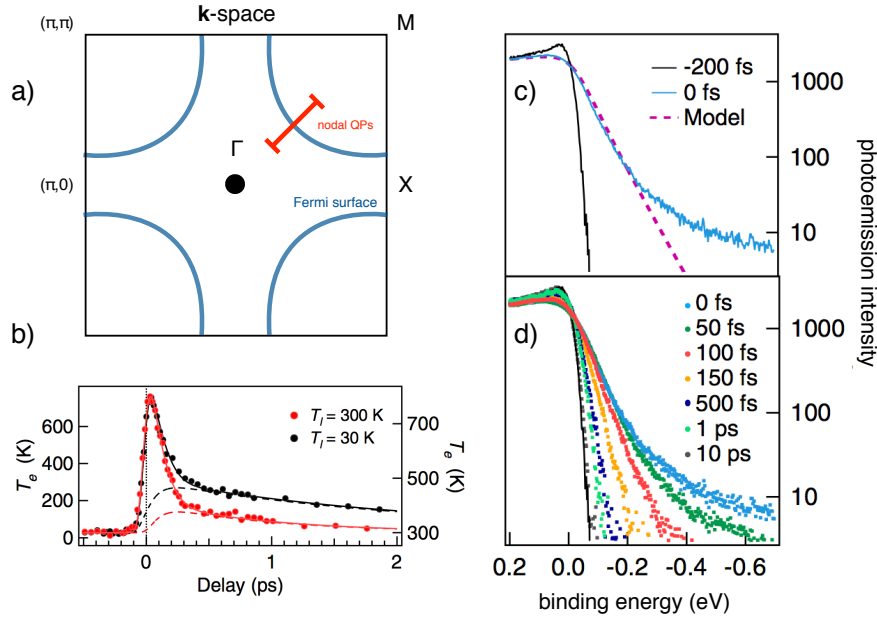 k-space
(π,π)
M
a)
nodal QPs
Γ
(π,0)
X
Fermi surface
b)
T_l = 300 K
T_l = 30 K
600
400
200
0
T_e (K)
700
500
300
T_e (K)
0
1
2
Delay (ps)
c)
-200 fs
0 fs
Model
1000
100
10
photoemission intensity
d)
0 fs
50 fs
100 fs
150 fs
500 fs
1 ps
10 ps
1000
100
10
0.2 0.0 -0.2 -0.4 -0.6
binding energy (eV)